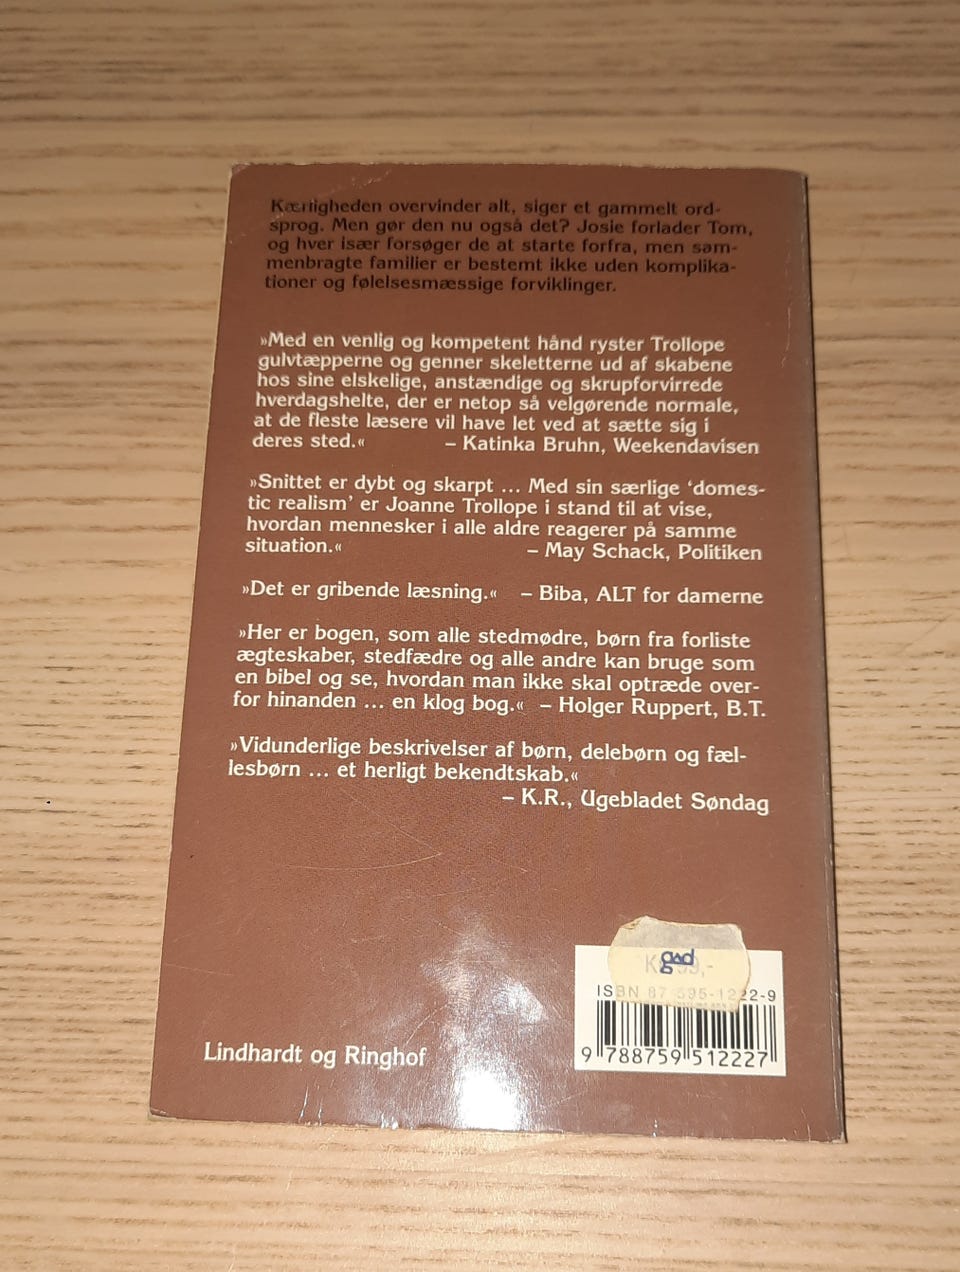 Kærligheden overvinder alt, siger et gammelt ord-
sprog. Men gør den nu også det? Josie forlader Tom,
og hver især forsøger de at starte forfra, men sam-
menbragte familier er bestemt ikke uden komplika-
tioner og følelsesmæssige forviklinger.
»Med en venlig og kompetent hånd ryster Trollope
gulvtæpperne og genner skeletterne ud af skabene
hos sine elskelige, anstændige og skrupforvirrede
hverdagshelte, der er netop så velgørende normale,
at de fleste læsere vil have let ved at sætte sig i
deres sted.« – Katinka Bruhn, Weekendavisen
»Snittet er dybt og skarpt ... Med sin særlige ‘domes-
tic realism’ er Joanne Trollope i stand til at vise,
hvordan mennesker i alle aldre reagerer på samme
situation.« – May Schack, Politiken
»Det er gribende læsning.« – Biba, ALT for damerne
»Her er bogen, som alle stedmødre, børn fra forliste
ægteskaber, stedfædre og alle andre kan bruge som
en bibel og se, hvordan man ikke skal optræde over-
for hinanden ... en klog bog.« – Holger Ruppert, B.T.
»Vidunderlige beskrivelser af børn, delebørn og fæl-
lesbørn ... et herligt bekendtskab.«
– K.R., Ugebladet Søndag
gad
ISBN 87-595-1222-9
9 788759 512227
Lindhardt og Ringhof